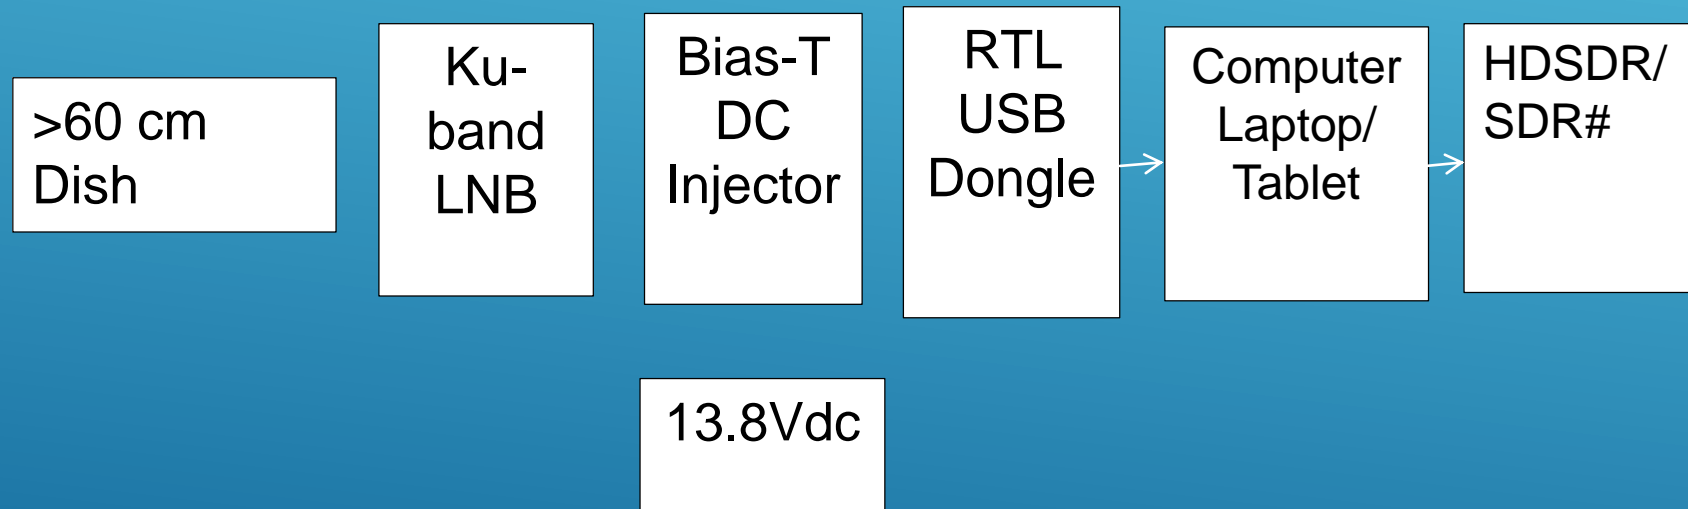 >60 cm
Dish
Ku-
band
LNB
Bias-T
DC
Injector
RTL
USB
Dongle
Computer
Laptop/
Tablet
HDSDR/
SDR#
13.8Vdc